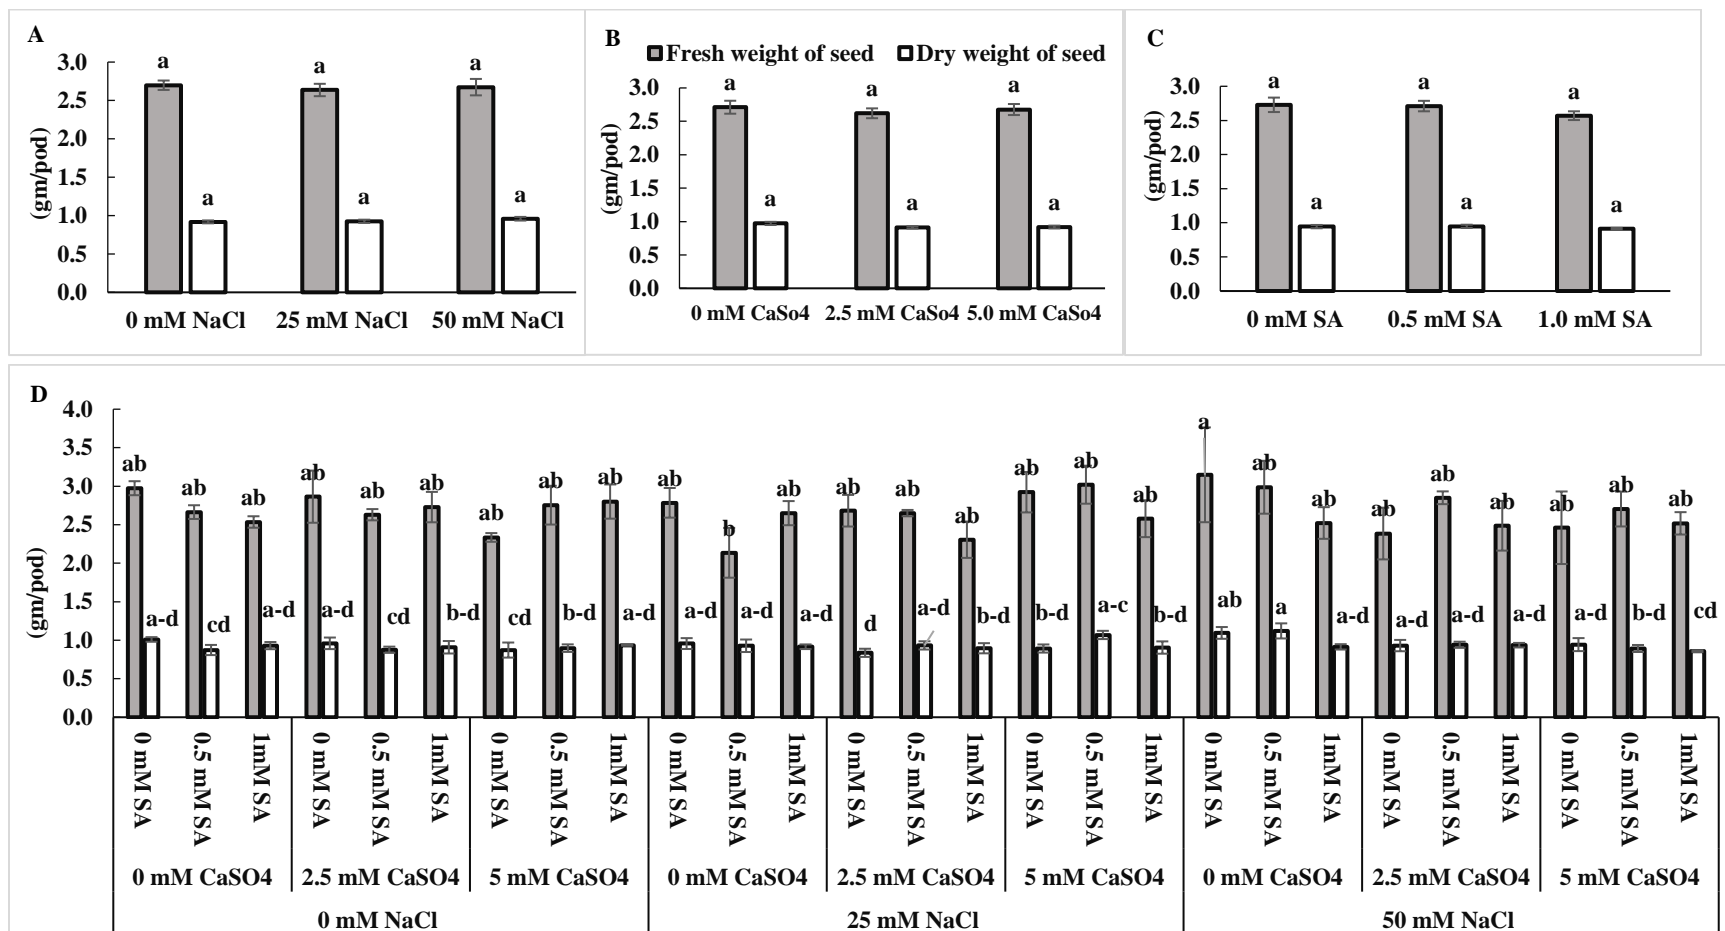 A
3.0
2.5
2.0
1.5
1.0
0.5
0.0
(gm/pod)
a a a
a a a
0 mM NaCl 25 mM NaCl 50 mM NaCl
B
Fresh weight of seed Dry weight of seed
3.0
2.5
2.0
1.5
1.0
0.5
0.0
(gm/pod)
a a a
a a a
0 mM CaSo4 2.5 mM CaSo4 5.0 mM CaSo4
C
3.0
2.5
2.0
1.5
1.0
0.5
0.0
(gm/pod)
a a a
a a a
0 mM SA 0.5 mM SA 1.0 mM SA
D
4.0
3.5
3.0
2.5
2.0
1.5
1.0
0.5
0.0
(gm/pod)
ab ab ab ab ab ab ab ab ab ab b ab ab ab ab ab ab ab a ab ab ab ab ab ab ab ab
a-d cd a-d a-d cd b-d cd b-d a-d a-d a-d a-d d a-d b-d b-d a-c b-d ab a a-d a-d a-d a-d a-d b-d cd
0 mM SA 0.5 mM SA 1mM SA 0 mM SA 0.5 mM SA 1mM SA 0 mM SA 0.5 mM SA 1mM SA 0 mM SA 0.5 mM SA 1mM SA 0 mM SA 0.5 mM SA 1mM SA 0 mM SA 0.5 mM SA 1mM SA 0 mM SA 0.5 mM SA 1mM SA 0 mM SA 0.5 mM SA 1mM SA 0 mM SA 0.5 mM SA 1mM SA
0 mM CaSO4 2.5 mM CaSO4 5 mM CaSO4 0 mM CaSO4 2.5 mM CaSO4 5 mM CaSO4 0 mM CaSO4 2.5 mM CaSO4 5 mM CaSO4
0 mM NaCl 25 mM NaCl 50 mM NaCl